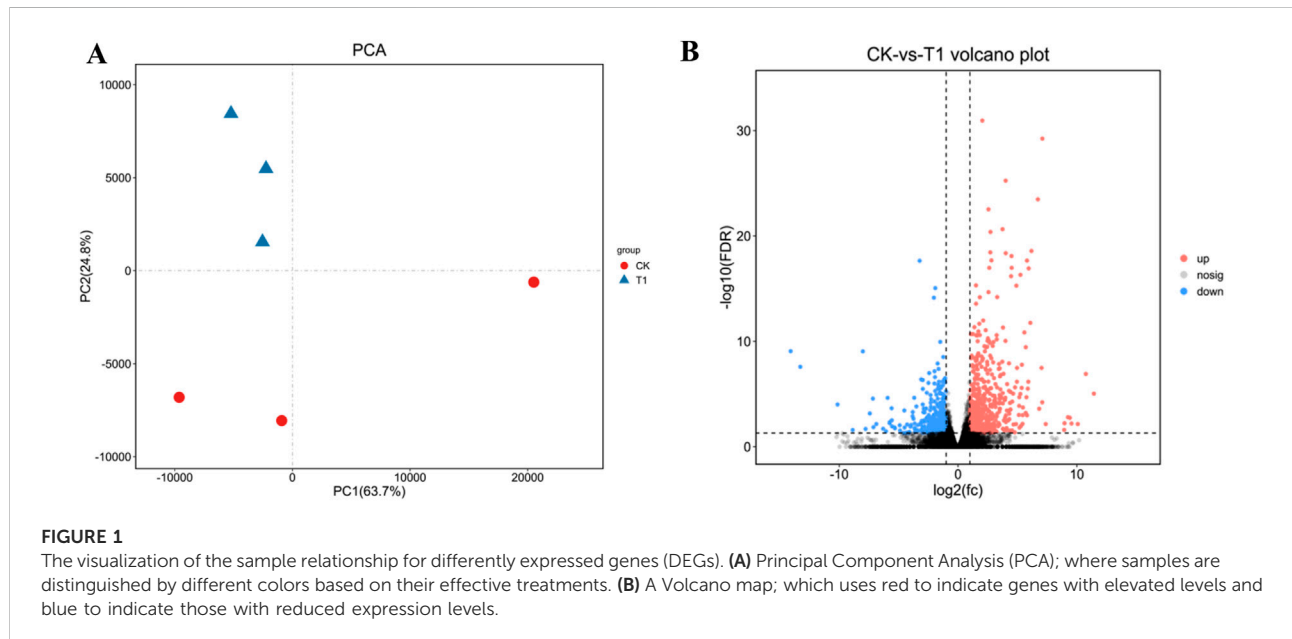 A
PCA
10000
5000
0
-5000
-10000
PC2(24.8%)
-10000
0
10000
20000
PC1(63.7%)
group
CK
T1
B
CK-vs-T1 volcano plot
30
20
10
0
-log10(FDR)
-10
0
10
log2(fc)
up
nosig
down
FIGURE 1
The visualization of the sample relationship for differently expressed genes (DEGs). (A) Principal Component Analysis (PCA); where samples are
distinguished by different colors based on their effective treatments. (B) A Volcano map; which uses red to indicate genes with elevated levels and
blue to indicate those with reduced expression levels.